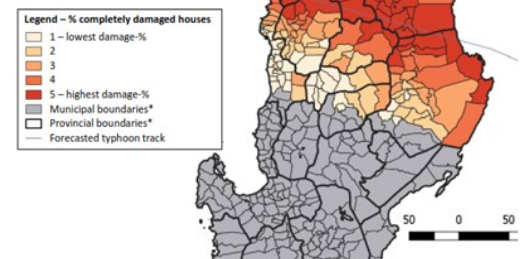 Legend – % completely damaged houses
1 – lowest damage-%
2
3
4
5 – highest damage-%
Municipal boundaries*
Provincial boundaries*
Forecasted typhoon track
50 0 50